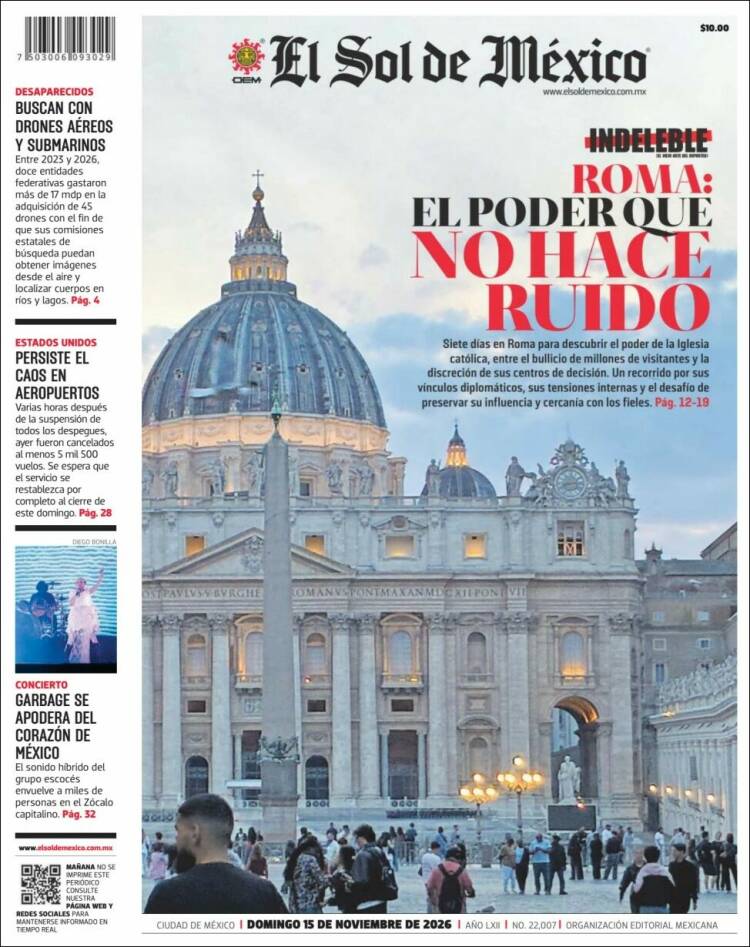 7 503006 093029
$10.00
OEM
El Sol de México
www.elsoldemexico.com.mx
DESAPARECIDOS
BUSCAN CON
DRONES AÉREOS
Y SUBMARINOS
Entre 2023 y 2026,
doce entidades
federativas gastaron
más de 17 mdp en la
adquisición de 45
drones con el fin de
que sus comisiones
estatales de
búsqueda puedan
obtener imágenes
desde el aire y
localizar cuerpos en
ríos y lagos. Pág. 4
ESTADOS UNIDOS
PERSISTE EL
CAOS EN
AEROPUERTOS
Varias horas después
de la suspensión de
todos los despegues,
ayer fueron cancelados
al menos 5 mil 500
vuelos. Se espera que
el servicio se
restablezca por
completo al cierre de
este domingo. Pág. 28
DIEGO BONILLA
CONCIERTO
GARBAGE SE
APODERA DEL
CORAZÓN DE
MÉXICO
El sonido híbrido del
grupo escocés
envuelve a miles de
personas en el Zócalo
capitalino. Pág. 32
www.elsoldemexico.com.mx
MAÑANA NO SE
IMPRIME ESTE
PERIÓDICO
CONSULTE
NUESTRA
PÁGINA WEB Y
REDES SOCIALES PARA
MANTENERSE INFORMADO EN
TIEMPO REAL
INDELEBLE
ROMA:
EL PODER QUE
NO HACE
RUIDO
Siete días en Roma para descubrir el poder de la Iglesia
católica, entre el bullicio de millones de visitantes y la
discreción de sus centros de decisión. Un recorrido por sus
vínculos diplomáticos, sus tensiones internas y el desafío de
preservar su influencia y cercanía con los fieles. Pág. 12-19
PAVLVS V BVRGHE ROMANVS PONT MAX AN MDCXII PONT VII
CIUDAD DE MÉXICO | DOMINGO 15 DE NOVIEMBRE DE 2026 | AÑO LXII | NO. 22,007 | ORGANIZACIÓN EDITORIAL MEXICANA